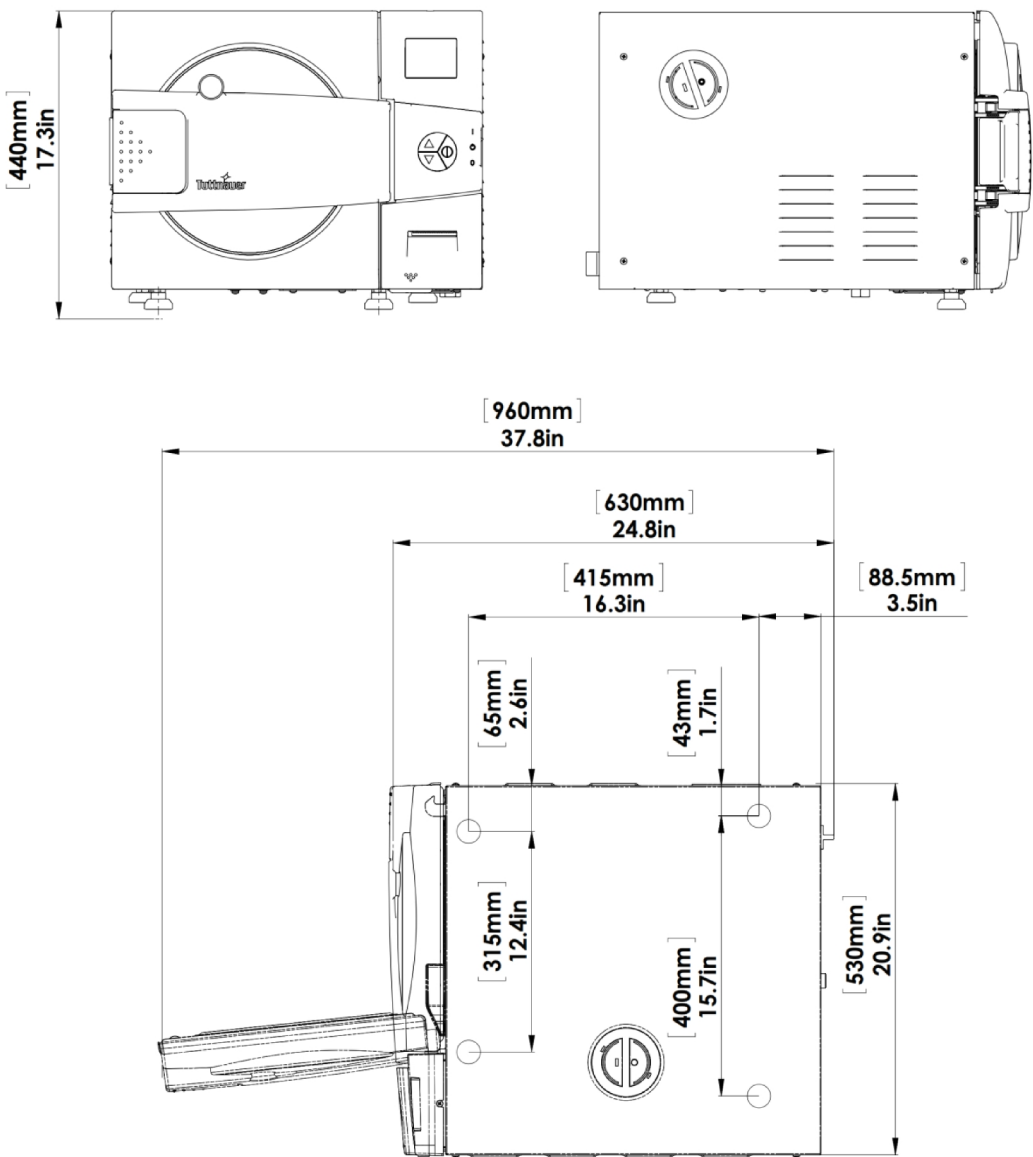 [440mm]
17.3in
Tuttnauer
[960mm]
37.8in
[630mm]
24.8in
[415mm]
16.3in
[88.5mm]
3.5in
[65mm]
2.6in
[43mm]
1.7in
[315mm]
12.4in
[400mm]
15.7in
[530mm]
20.9in